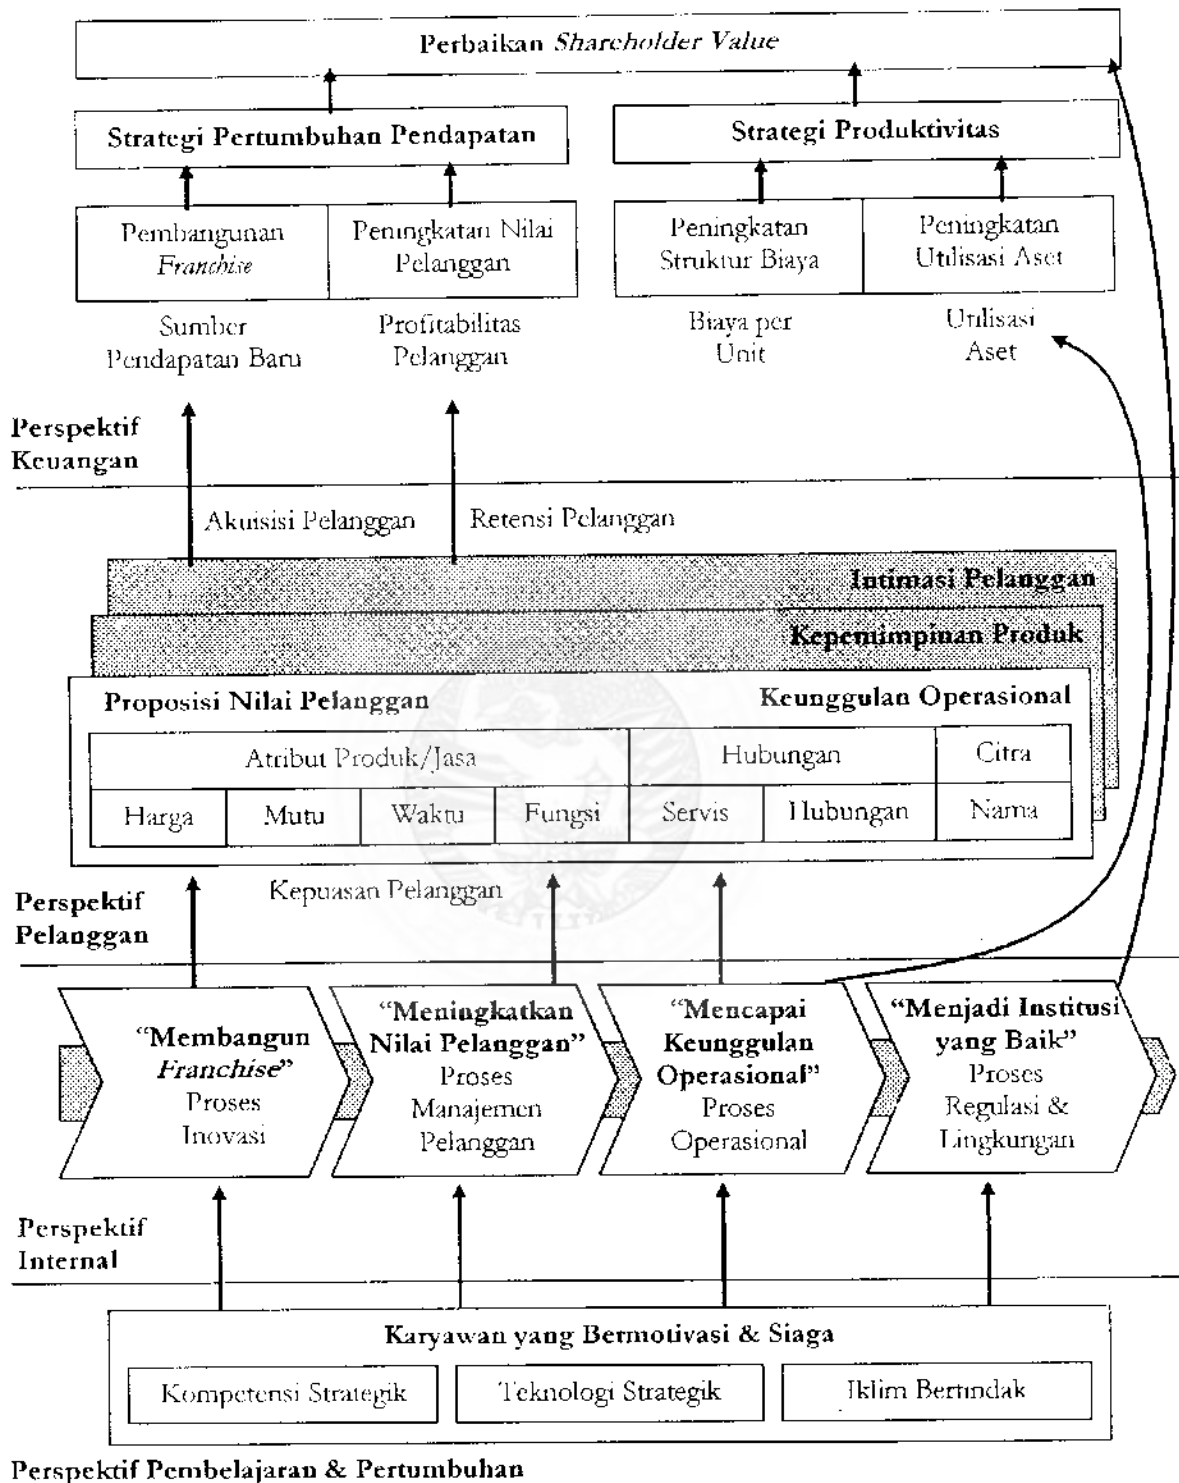 Perbaikan Shareholder Value
Strategi Pertumbuhan Pendapatan
Strategi Produktivitas
Pembangunan
Franchise
Peningkatan Nilai
Pelanggan
Peningkatan
Struktur Biaya
Peningkatan
Utilisasi Aset
Sumber
Pendapatan Baru
Profitabilitas
Pelanggan
Biaya per
Unit
Utilisasi
Aset
Perspektif
Keuangan
Akuisisi Pelanggan
Retensi Pelanggan
Intimasi Pelanggan
Kepemimpinan Produk
Proposisi Nilai Pelanggan
Keunggulan Operasional
Atribut Produk/Jasa
Hubungan
Citra
Harga
Mutu
Waktu
Fungsi
Servis
Hubungan
Nama
Kepuasan Pelanggan
Perspektif
Pelanggan
“Membangun
Franchise”
Proses
Inovasi
“Meningkatkan
Nilai Pelanggan”
Proses
Manajemen
Pelanggan
“Mencapai
Keunggulan
Operasional”
Proses
Operasional
“Menjadi Institusi
yang Baik”
Proses
Regulasi &
Lingkungan
Perspektif
Internal
Karyawan yang Bermotivasi & Siaga
Kompetensi Strategik
Teknologi Strategik
Iklim Bertindak
Perspektif Pembelajaran & Pertumbuhan